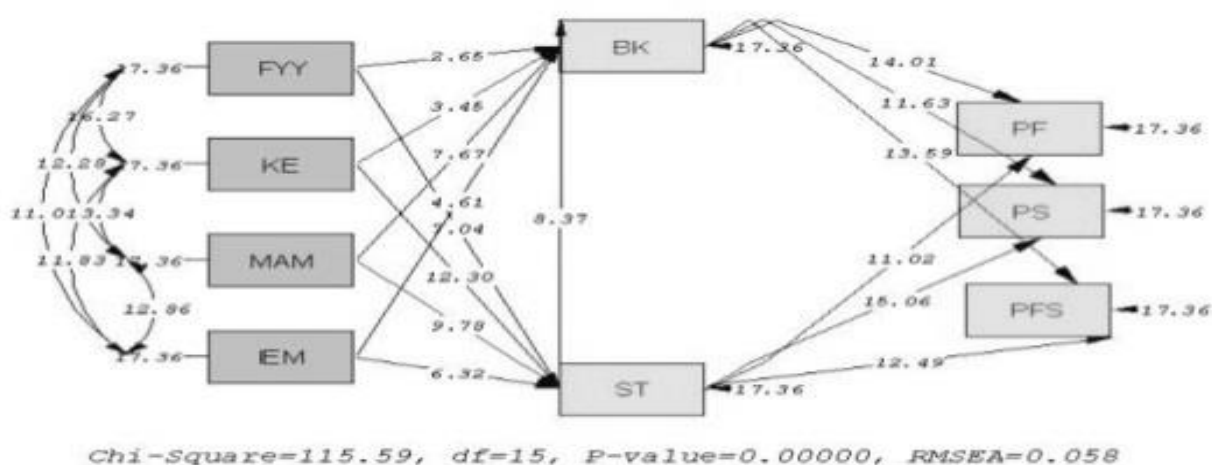 17.36
FYY
2.65
BK
17.36
14.01
16.27
3.45
11.63
PF
17.36
12.28
17.36
KE
7.67
13.59
4.61
PS
17.36
11.01
13.34
8.37
11.83
17.36
MAM
12.30
11.02
15.06
PFS
17.36
12.86
9.78
17.36
IEM
6.32
ST
17.36
12.49
Chi-Square=115.59, df=15, P-value=0.00000, RMSEA=0.058